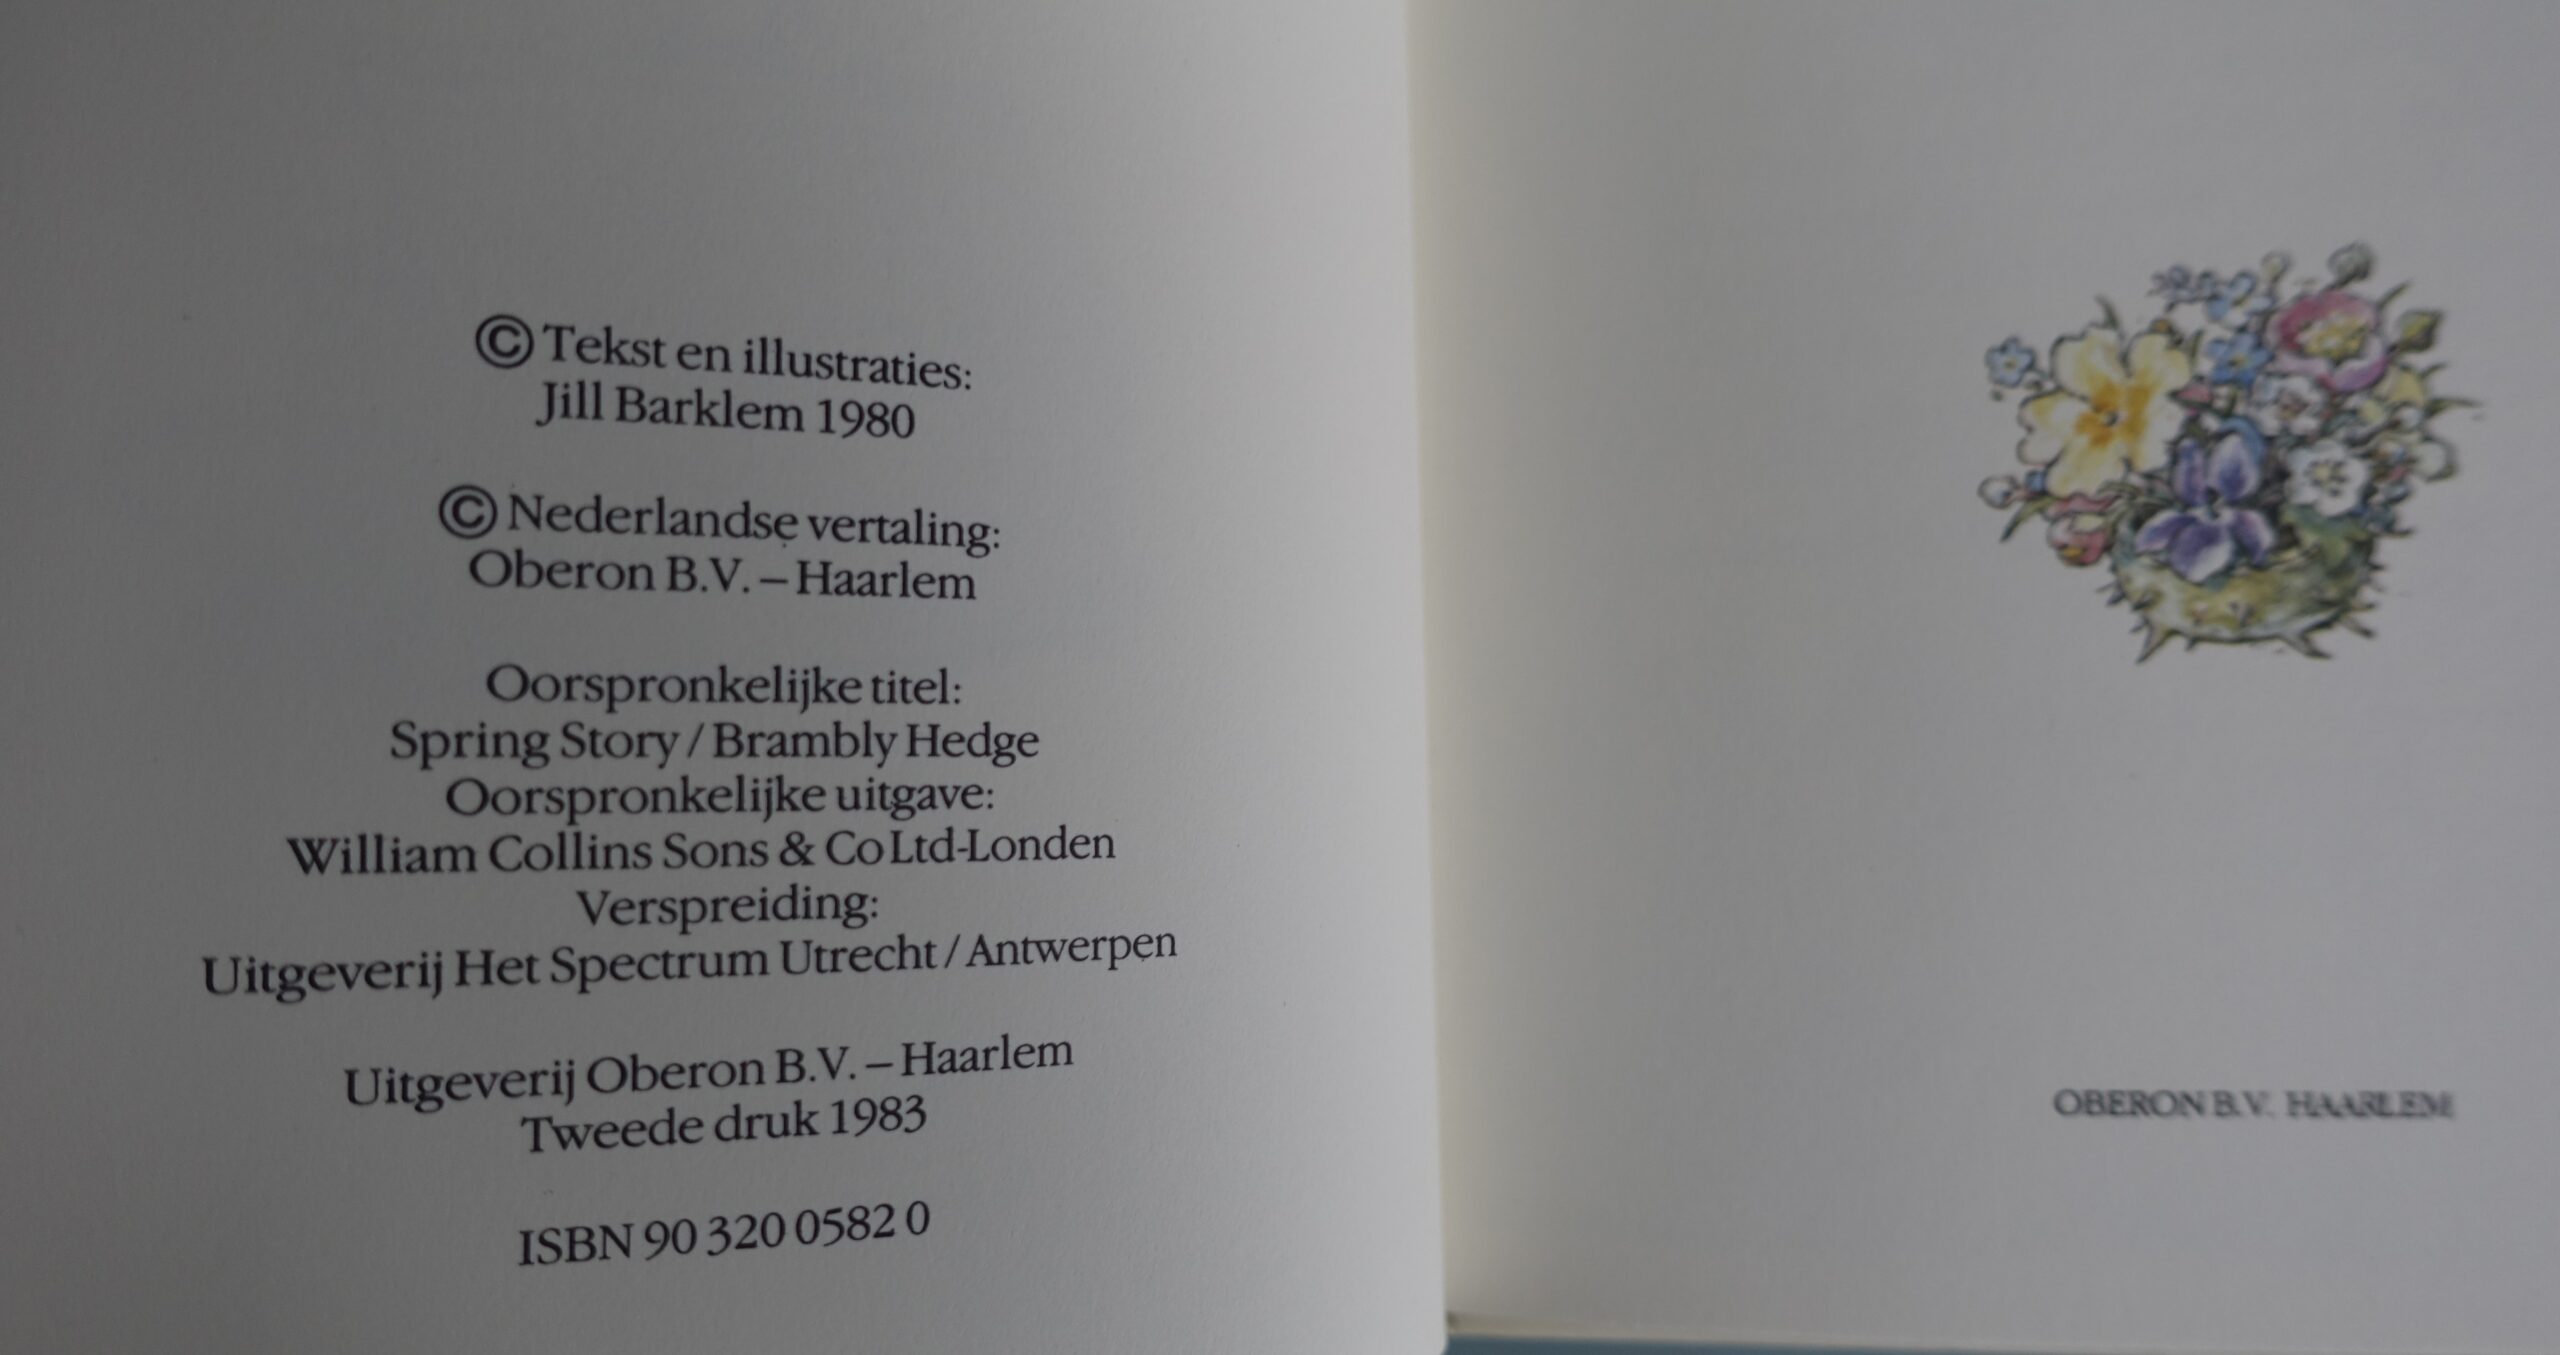 © Tekst en illustraties:
Jill Barklem 1980
© Nederlandse vertaling:
Oberon B.V. – Haarlem
Oorspronkelijke titel:
Spring Story / Brambly Hedge
Oorspronkelijke uitgave:
William Collins Sons & Co Ltd-Londen
Verspreiding:
Uitgeverij Het Spectrum Utrecht / Antwerpen
Uitgeverij Oberon B.V. – Haarlem
Tweede druk 1983
ISBN 90 320 0582 0
OBERON B.V. HAARLEM